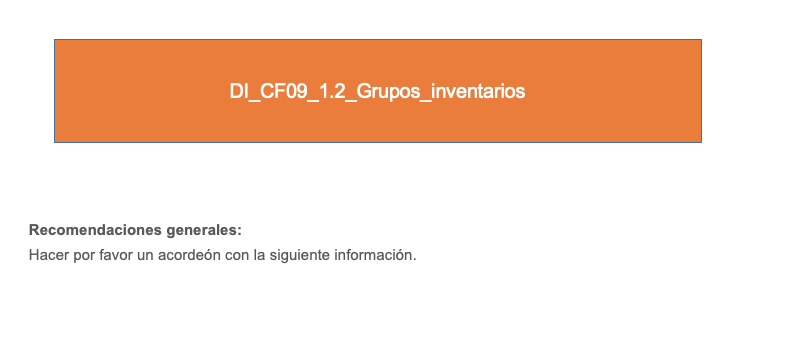 DI_CF09_1.2_Grupos_inventarios
Recomendaciones generales:
Hacer por favor un acordeón con la siguiente información.